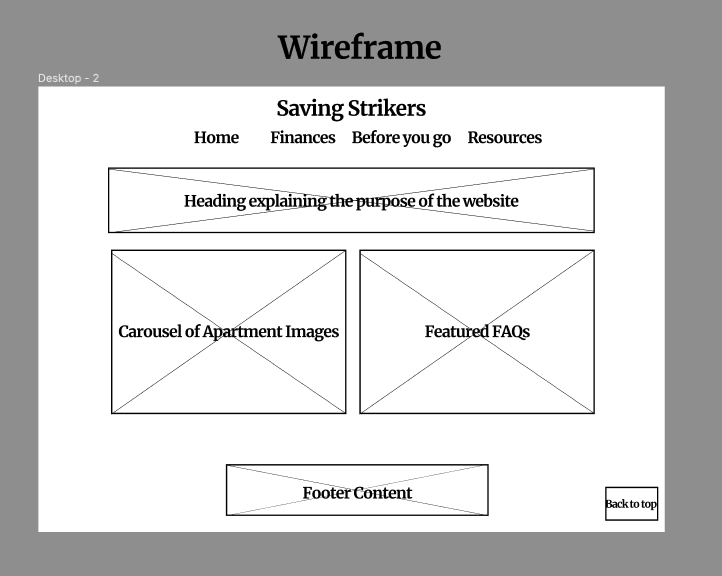 Wireframe
Desktop - 2
Saving Strikers
Home Finances Before you go Resources
Heading explaining the purpose of the website
Carousel of Apartment Images Featured FAQs
Footer Content
Back to top